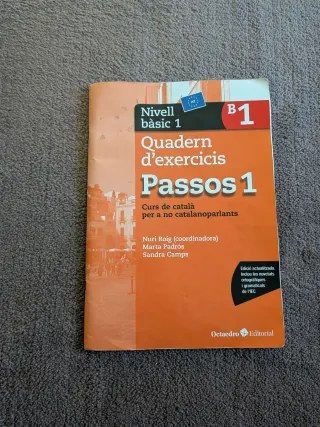 Nivell
bàsic 1
B1
Quadern
d'exercicis
Passos 1
Curs de català
per a no catalanoparlants
Nuri Roig (coordinadora)
Marta Padrós
Sandra Camps
Edició actualitzada.
Inclou les novetats
ortogràfiques
i gramaticals
de l'IEC.
Octaedro Editorial